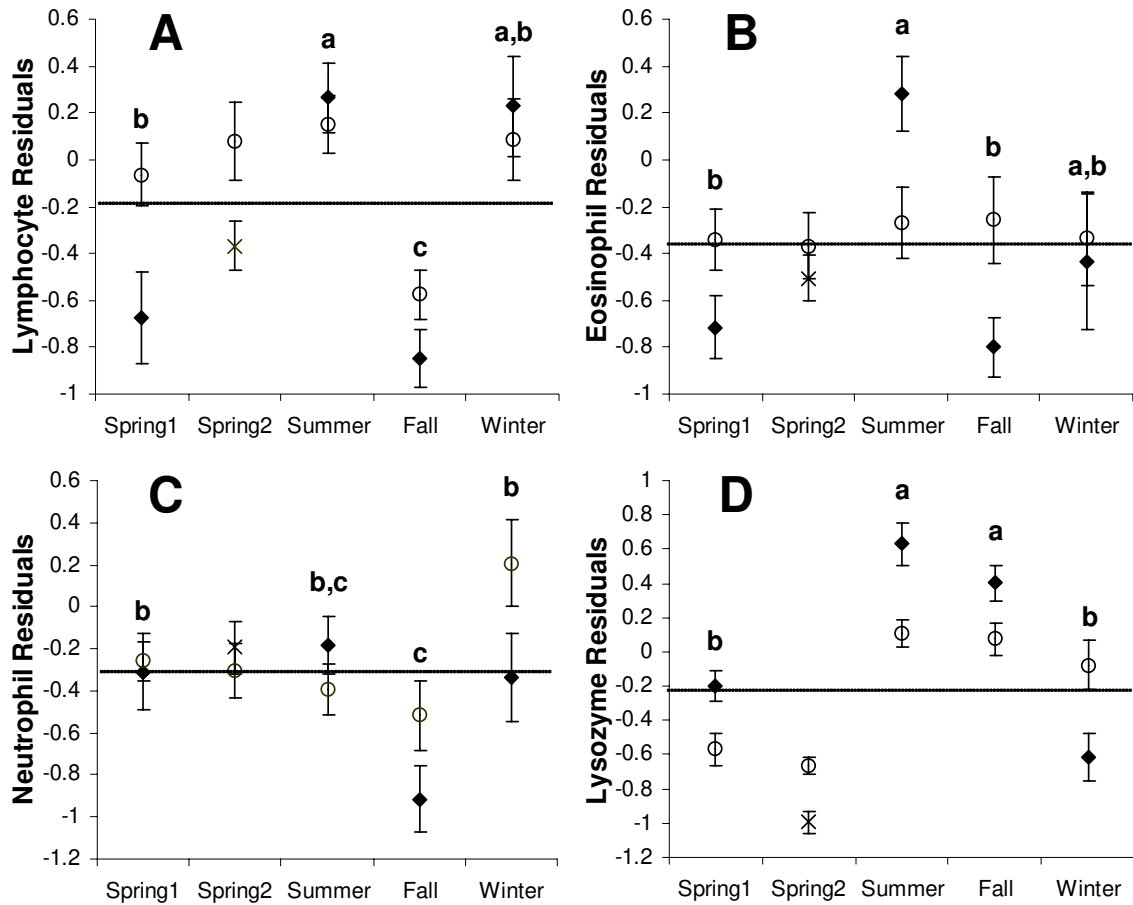 A
Lymphocyte Residuals
0.6
0.4
0.2
0
-0.2
-0.4
-0.6
-0.8
-1
b
a
c
a,b
Spring1 Spring2 Summer Fall Winter
B
Eosinophil Residuals
0.6
0.4
0.2
0
-0.2
-0.4
-0.6
-0.8
-1
b
a
b
a,b
Spring1 Spring2 Summer Fall Winter
C
Neutrophil Residuals
0.6
0.4
0.2
0
-0.2
-0.4
-0.6
-0.8
-1
-1.2
b
b,c
c
b
Spring1 Spring2 Summer Fall Winter
D
Lysozyme Residuals
1
0.8
0.6
0.4
0.2
0
-0.2
-0.4
-0.6
-0.8
-1
-1.2
b
a
a
b
Spring1 Spring2 Summer Fall Winter